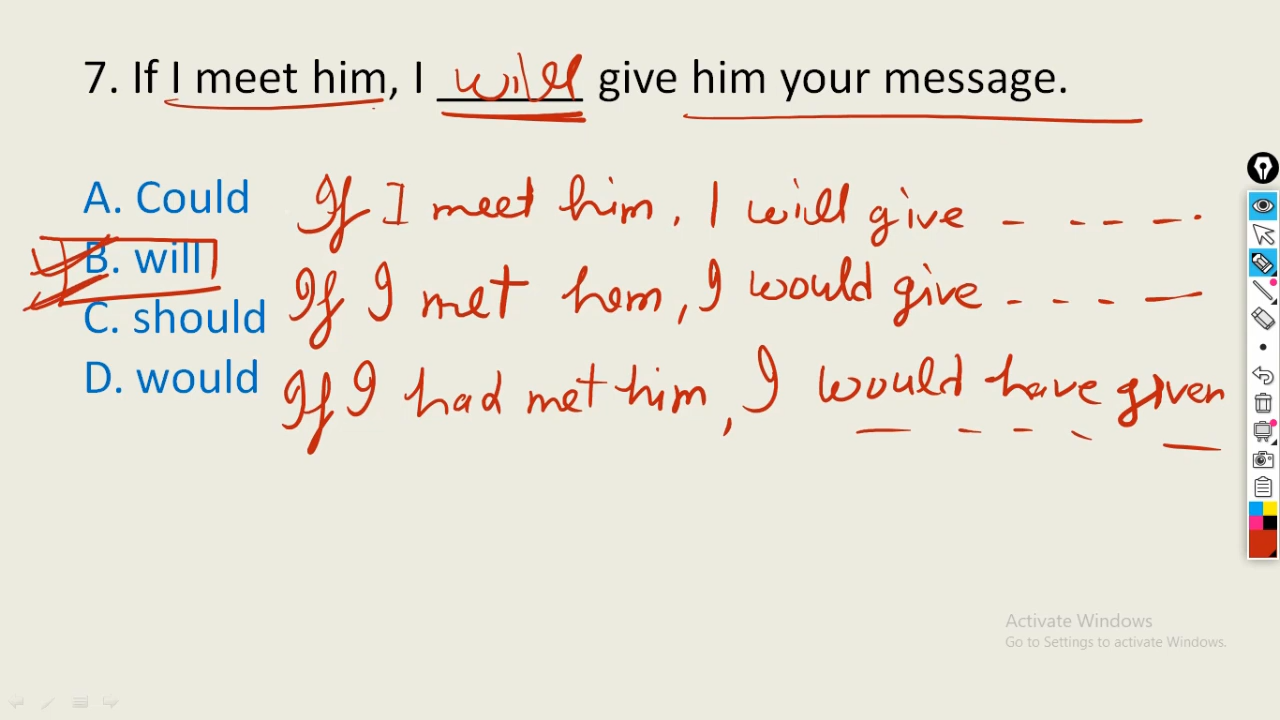 7. If I meet him, I will give him your message.
A. Could
B. will
C. should
D. would
If I meet him, I will give - - - - .
If I met hem, I would give - - - -
If I had met him, I would have given
Activate Windows
Go to Settings to activate Windows.